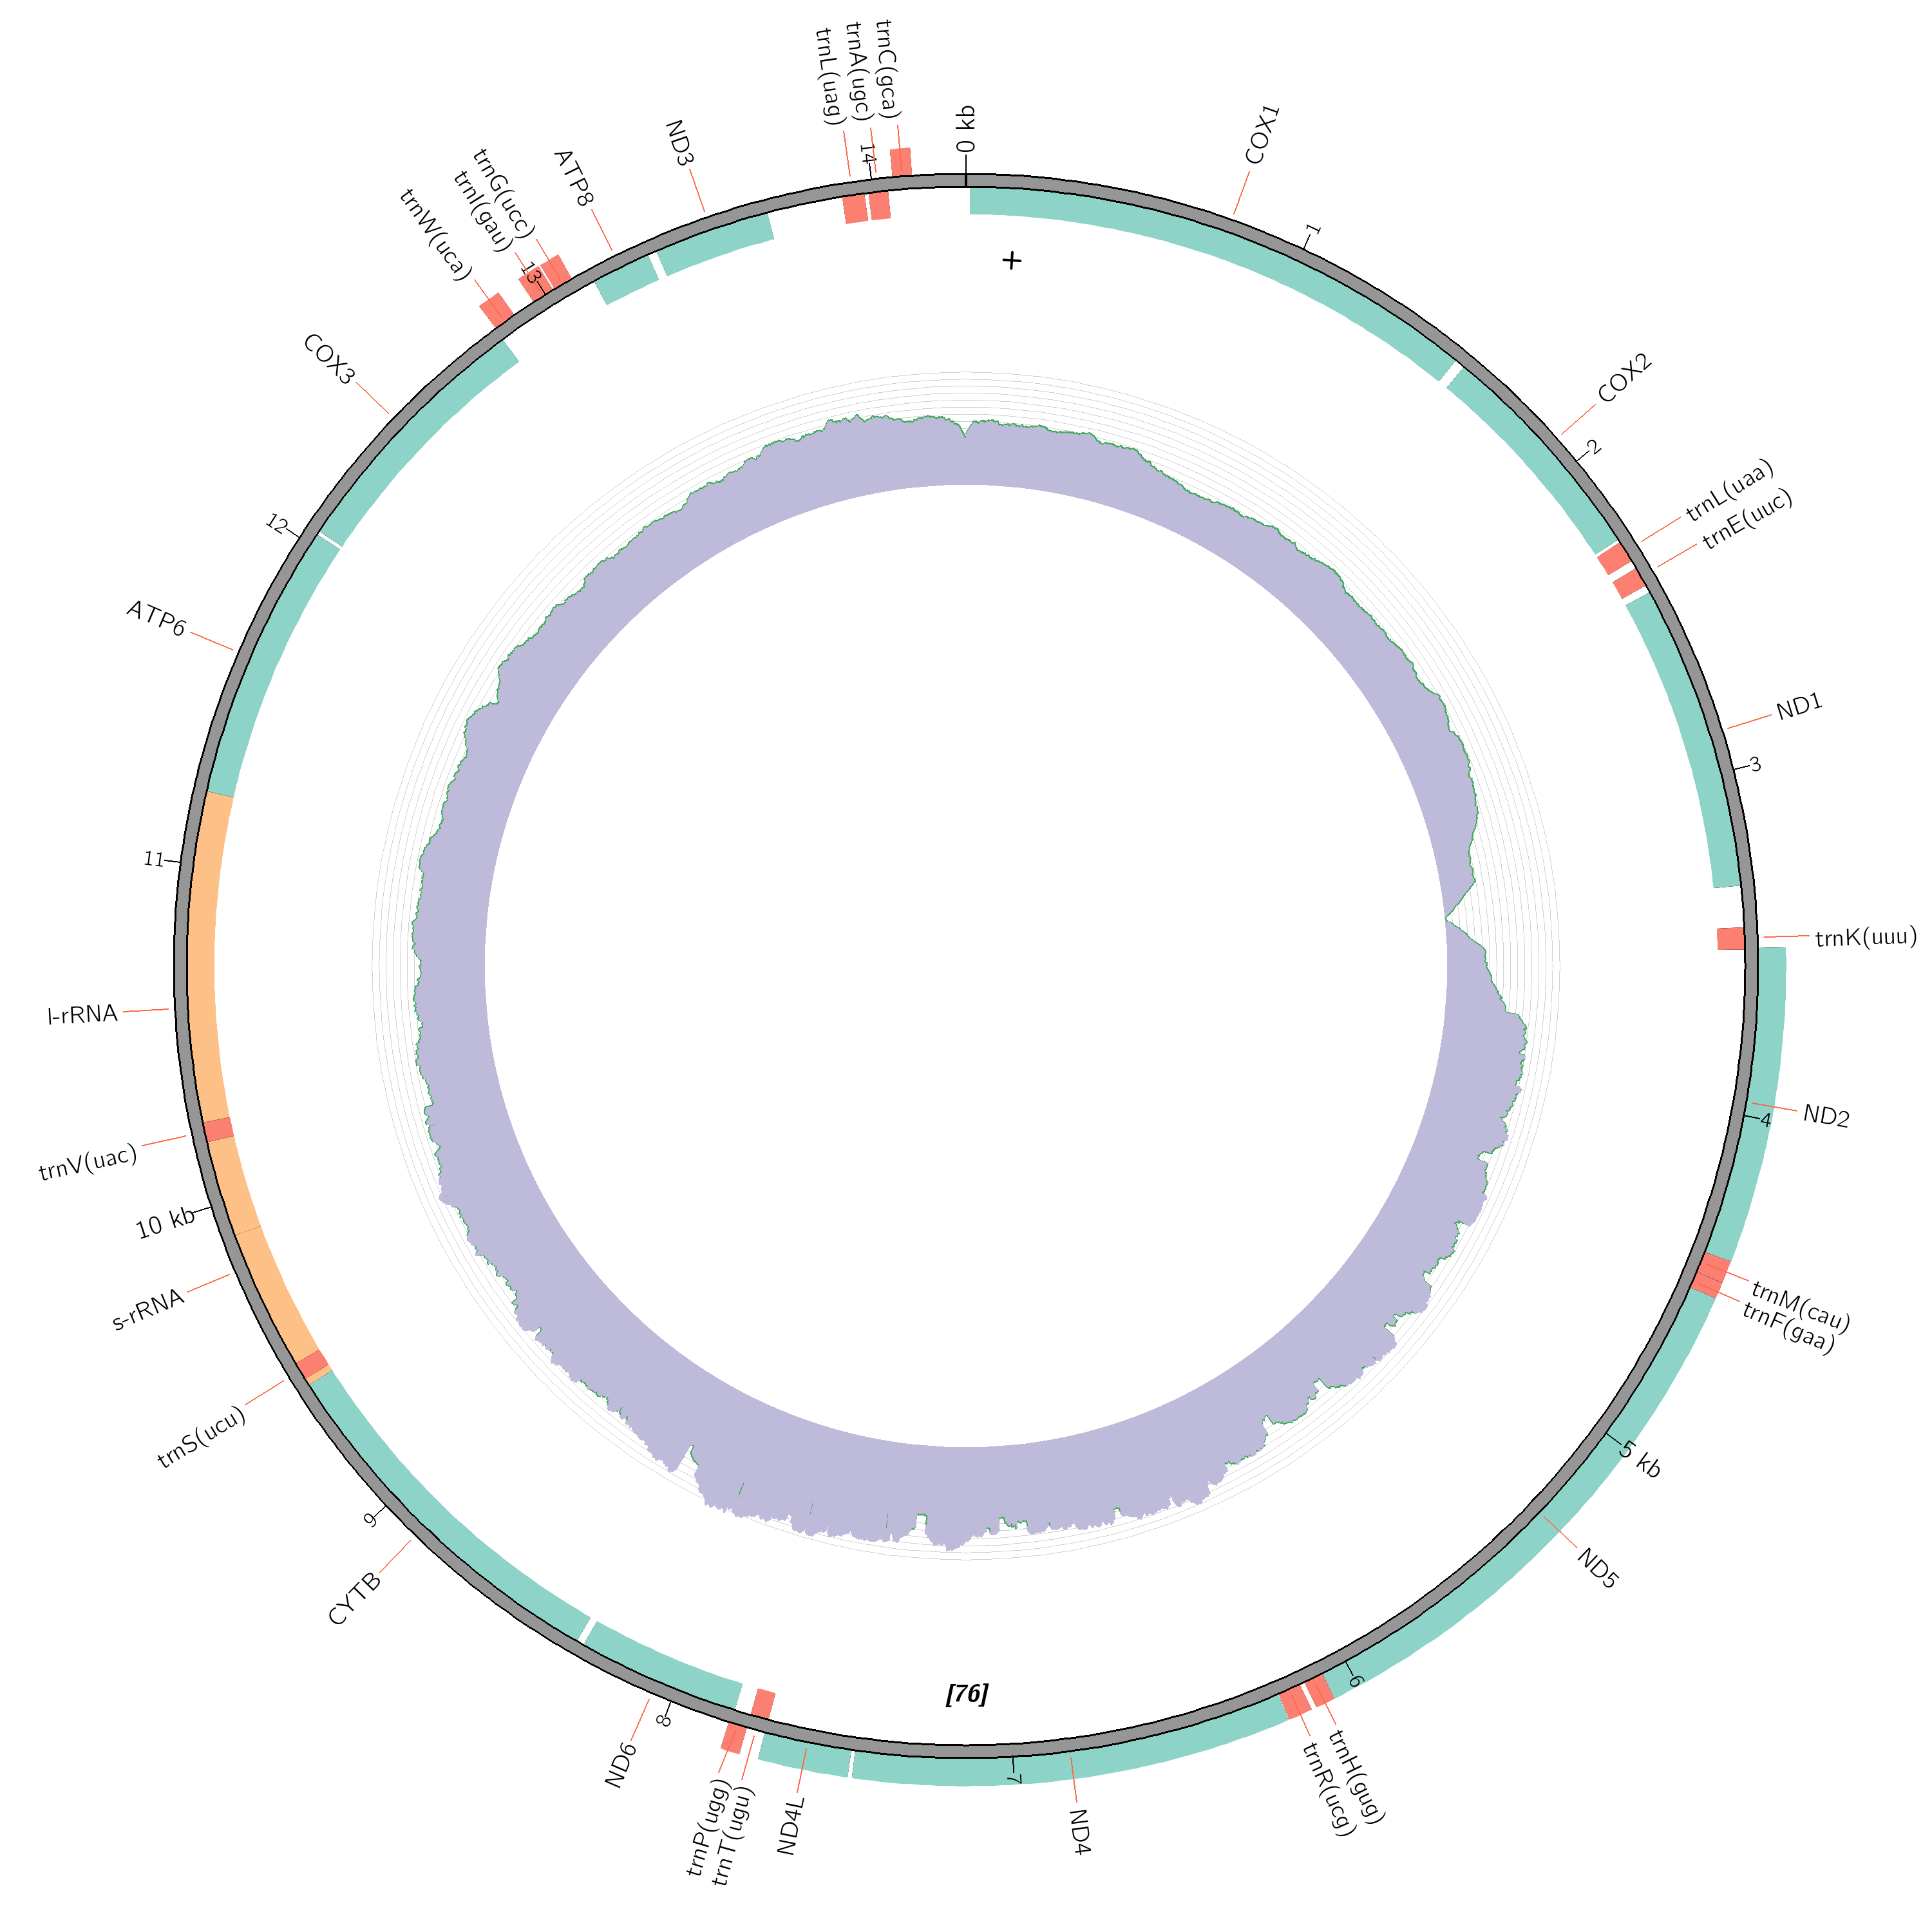 0 kb
COX1
1
COX2
2
trnL(uaa)
trnE(uuc)
ND1
3
trnK(uuu)
ND2
4
trnM(cau)
trnF(gaa)
5 kb
ND5
6
trnH(gug)
trnR(ucg)
ND4
7
ND4L
trnT(ugu)
trnP(ugg)
8
ND6
CYTB
9
trnS(ucu)
s-rRNA
10 kb
trnV(uac)
l-rRNA
11
ATP6
12
COX3
trnW(uca)
13
trnI(gau)
trnG(ucc)
ATP8
ND3
trnL(uag)
14
trnA(ugc)
trnC(gca)
+
[76]